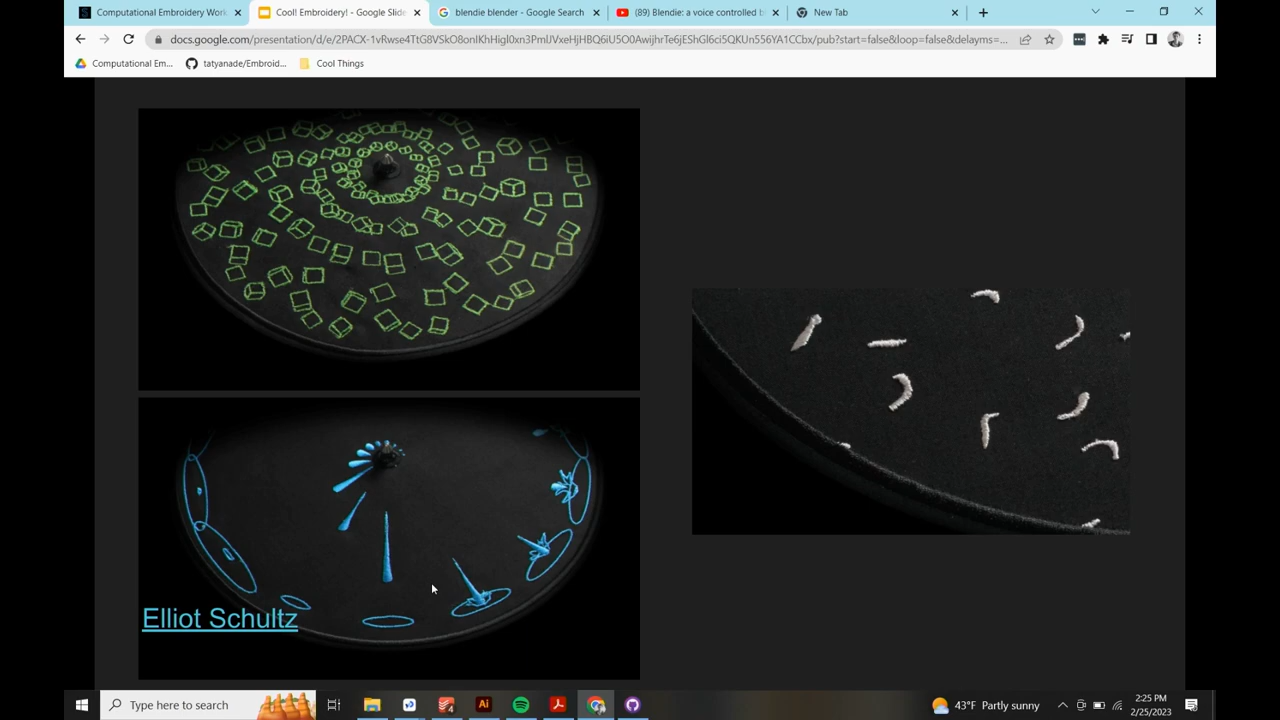 Computational Embroidery Work
Cool! Embroidery! - Google Slide
blendie blender - Google Search
(89) Blendie: a voice controlled b
New Tab
docs.google.com/presentation/d/e/2PACX-1vRwse4TtG8VSkO8onIKhHigl0xn3PmlJVxeHjHBQ6iU5O0AwijhrTe6jEShGl6ci5QKUn556YA1CCbx/pub?start=false&loop=false&delayms=...
Computational Em...
tatyanade/Embroid...
Cool Things
Elliot Schultz
Type here to search
43°F Partly sunny
2:25 PM
2/25/2023